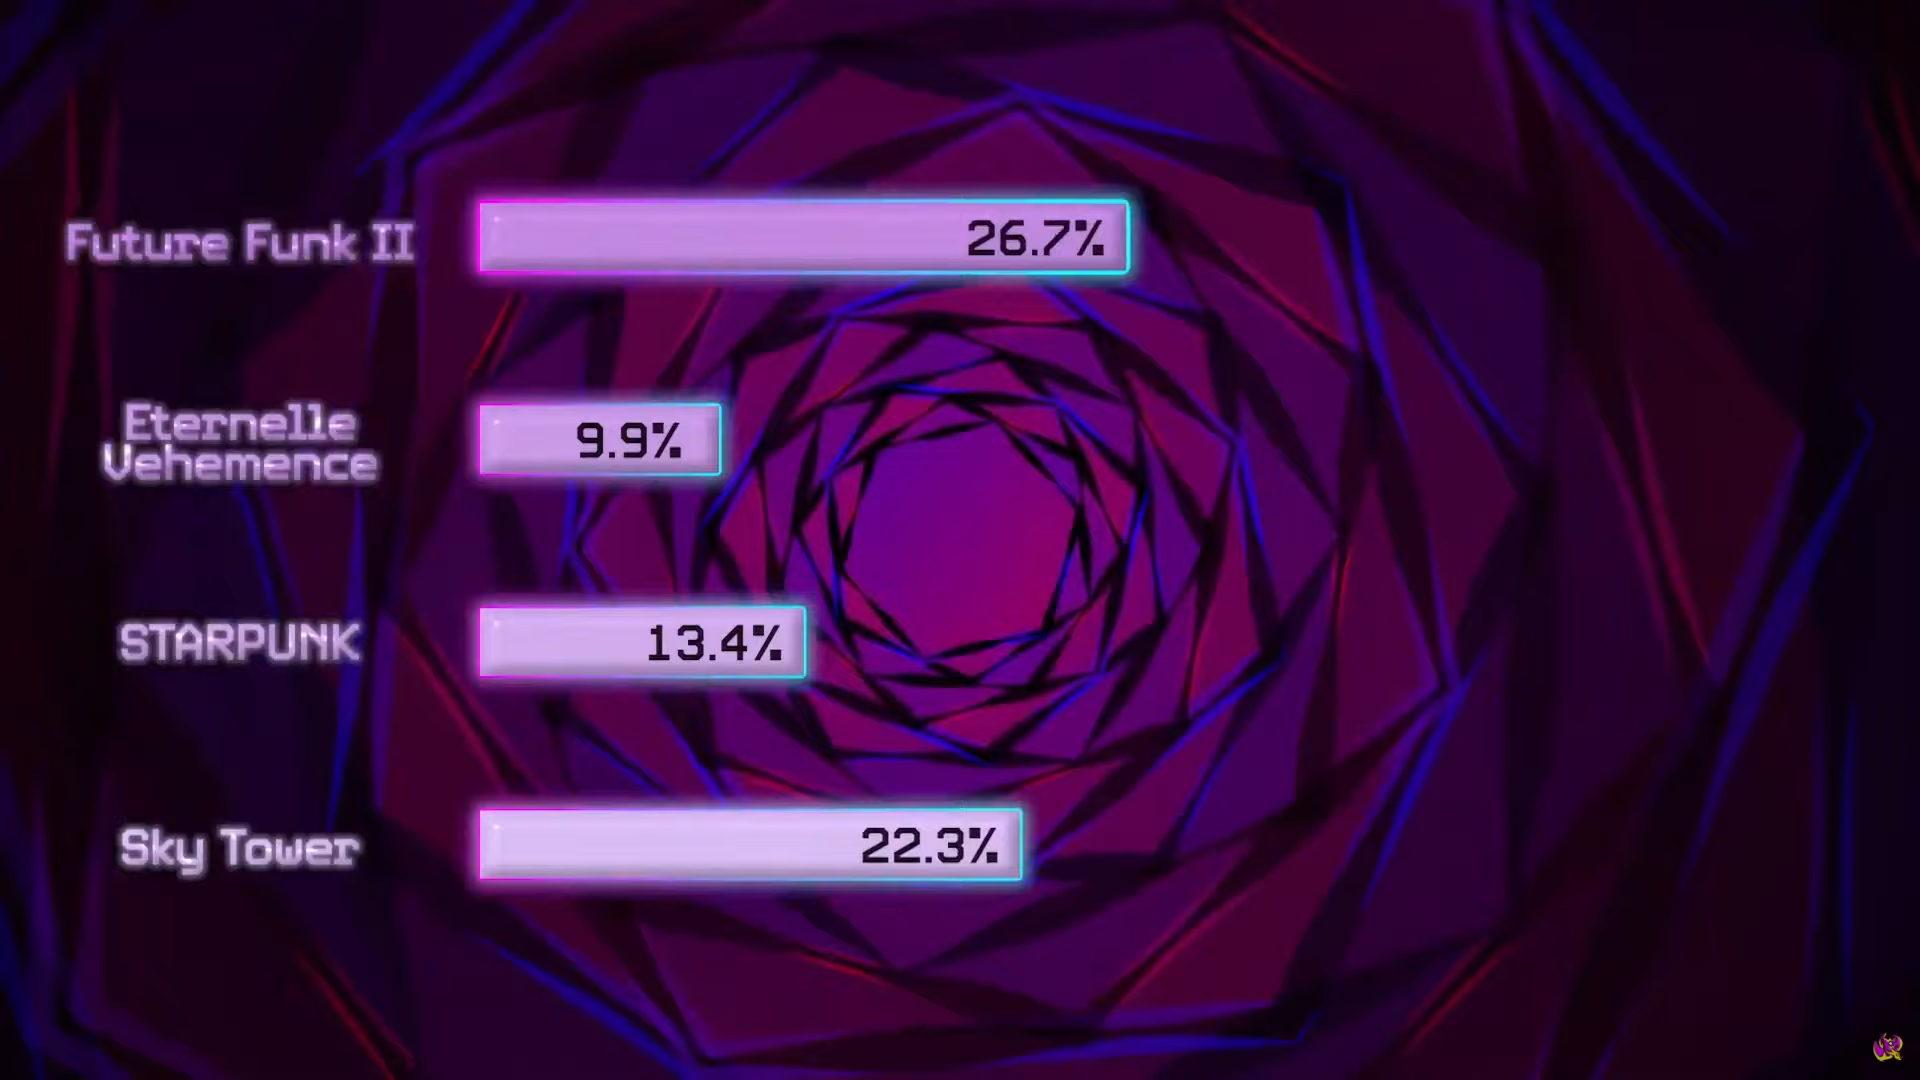 Future Funk II
26.7%
Eternelle
Vehemence
9.9%
STARPUNK
13.4%
Sky Tower
22.3%